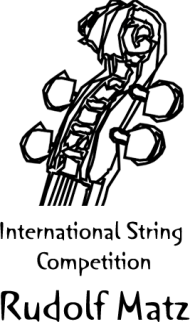 International String
Competition
Rudolf Matz